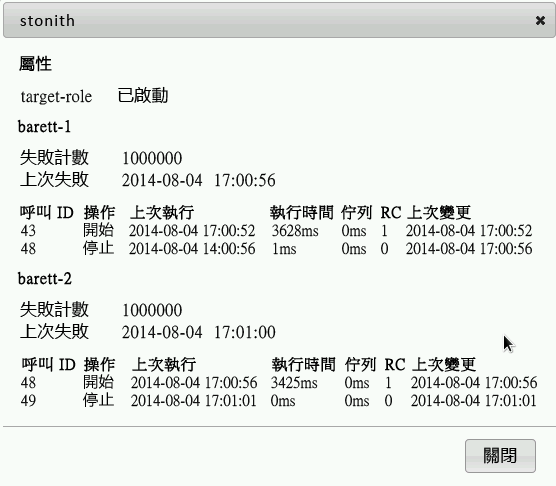 stonith
屬性
target-role 已啟動
barett-1
失敗計數 1000000
上次失敗 2014-08-04 17:00:56
呼叫 ID 操作 上次執行 執行時間 佇列 RC 上次變更
43 開始 2014-08-04 17:00:52 3628ms 0ms 1 2014-08-04 17:00:52
48 停止 2014-08-04 14:00:56 1ms 0ms 0 2014-08-04 17:00:56
barett-2
失敗計數 1000000
上次失敗 2014-08-04 17:01:00
呼叫 ID 操作 上次執行 執行時間 佇列 RC 上次變更
48 開始 2014-08-04 17:00:56 3425ms 0ms 1 2014-08-04 17:00:56
49 停止 2014-08-04 17:01:01 0ms 0ms 0 2014-08-04 17:01:01
關閉